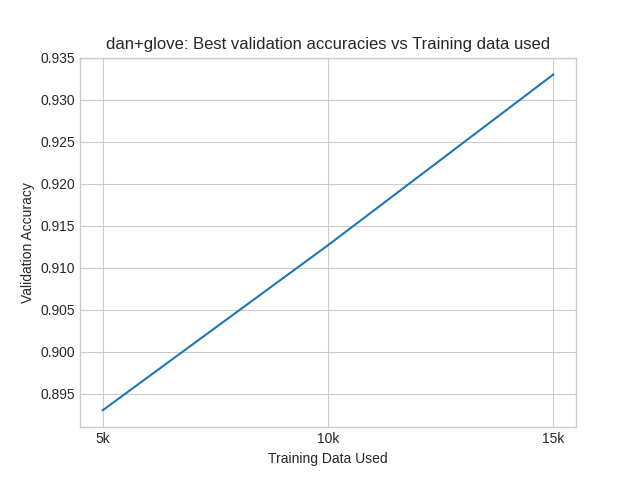 dan+glove: Best validation accuracies vs Training data used
0.935
0.930
0.925
0.920
0.915
0.910
0.905
0.900
0.895
Validation Accuracy
5k 10k 15k
Training Data Used